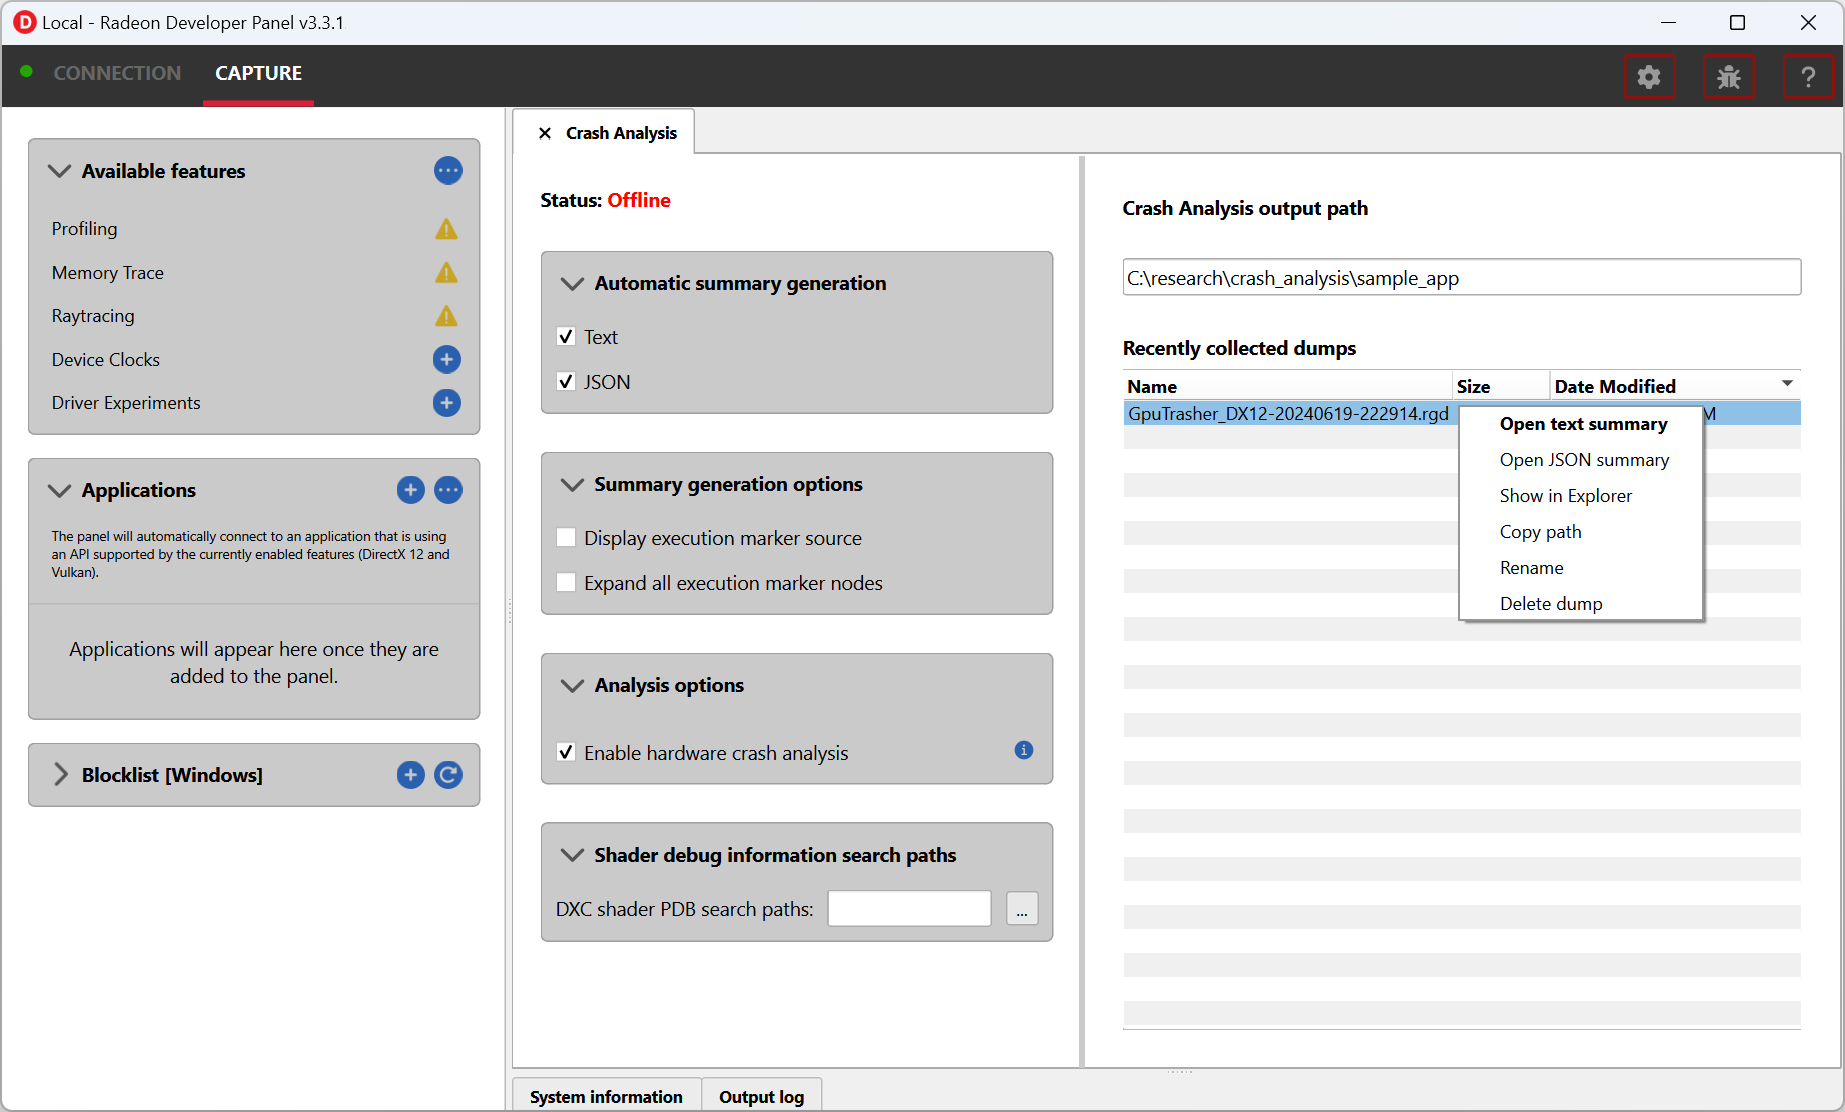 Local - Radeon Developer Panel v3.3.1
CONNECTION
CAPTURE
Available features
Profiling
Memory Trace
Raytracing
Device Clocks
Driver Experiments
Applications
The panel will automatically connect to an application that is using
an API supported by the currently enabled features (DirectX 12 and
Vulkan).
Applications will appear here once they are
added to the panel.
Blocklist [Windows]
Crash Analysis
Status: Offline
Automatic summary generation
Text
JSON
Summary generation options
Display execution marker source
Expand all execution marker nodes
Analysis options
Enable hardware crash analysis
Shader debug information search paths
DXC shader PDB search paths:
...
Crash Analysis output path
C:\research\crash_analysis\sample_app
Recently collected dumps
Name Size Date Modified
GpuTrasher_DX12-20240619-222914.rgd M
Open text summary
Open JSON summary
Show in Explorer
Copy path
Rename
Delete dump
System information
Output log